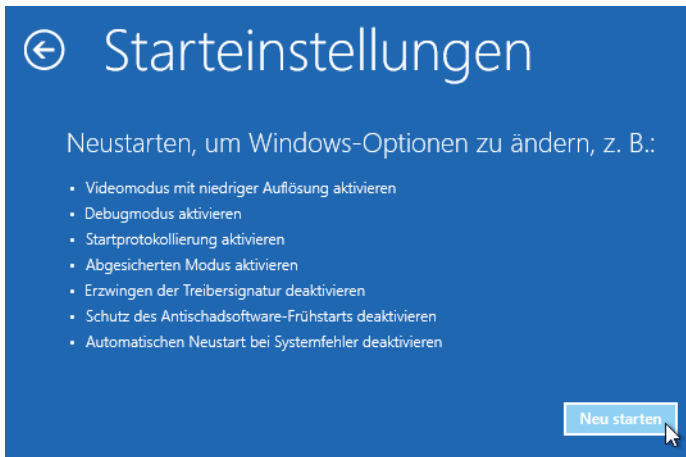 Starteinstellungen
Neustarten, um Windows-Optionen zu ändern, z. B.:
• Videomodus mit niedriger Auflösung aktivieren
• Debugmodus aktivieren
• Startprotokollierung aktivieren
• Abgesicherten Modus aktivieren
• Erzwingen der Treibersignatur deaktivieren
• Schutz des Antischadsoftware-Frühstarts deaktivieren
• Automatischen Neustart bei Systemfehler deaktivieren
Neu starten